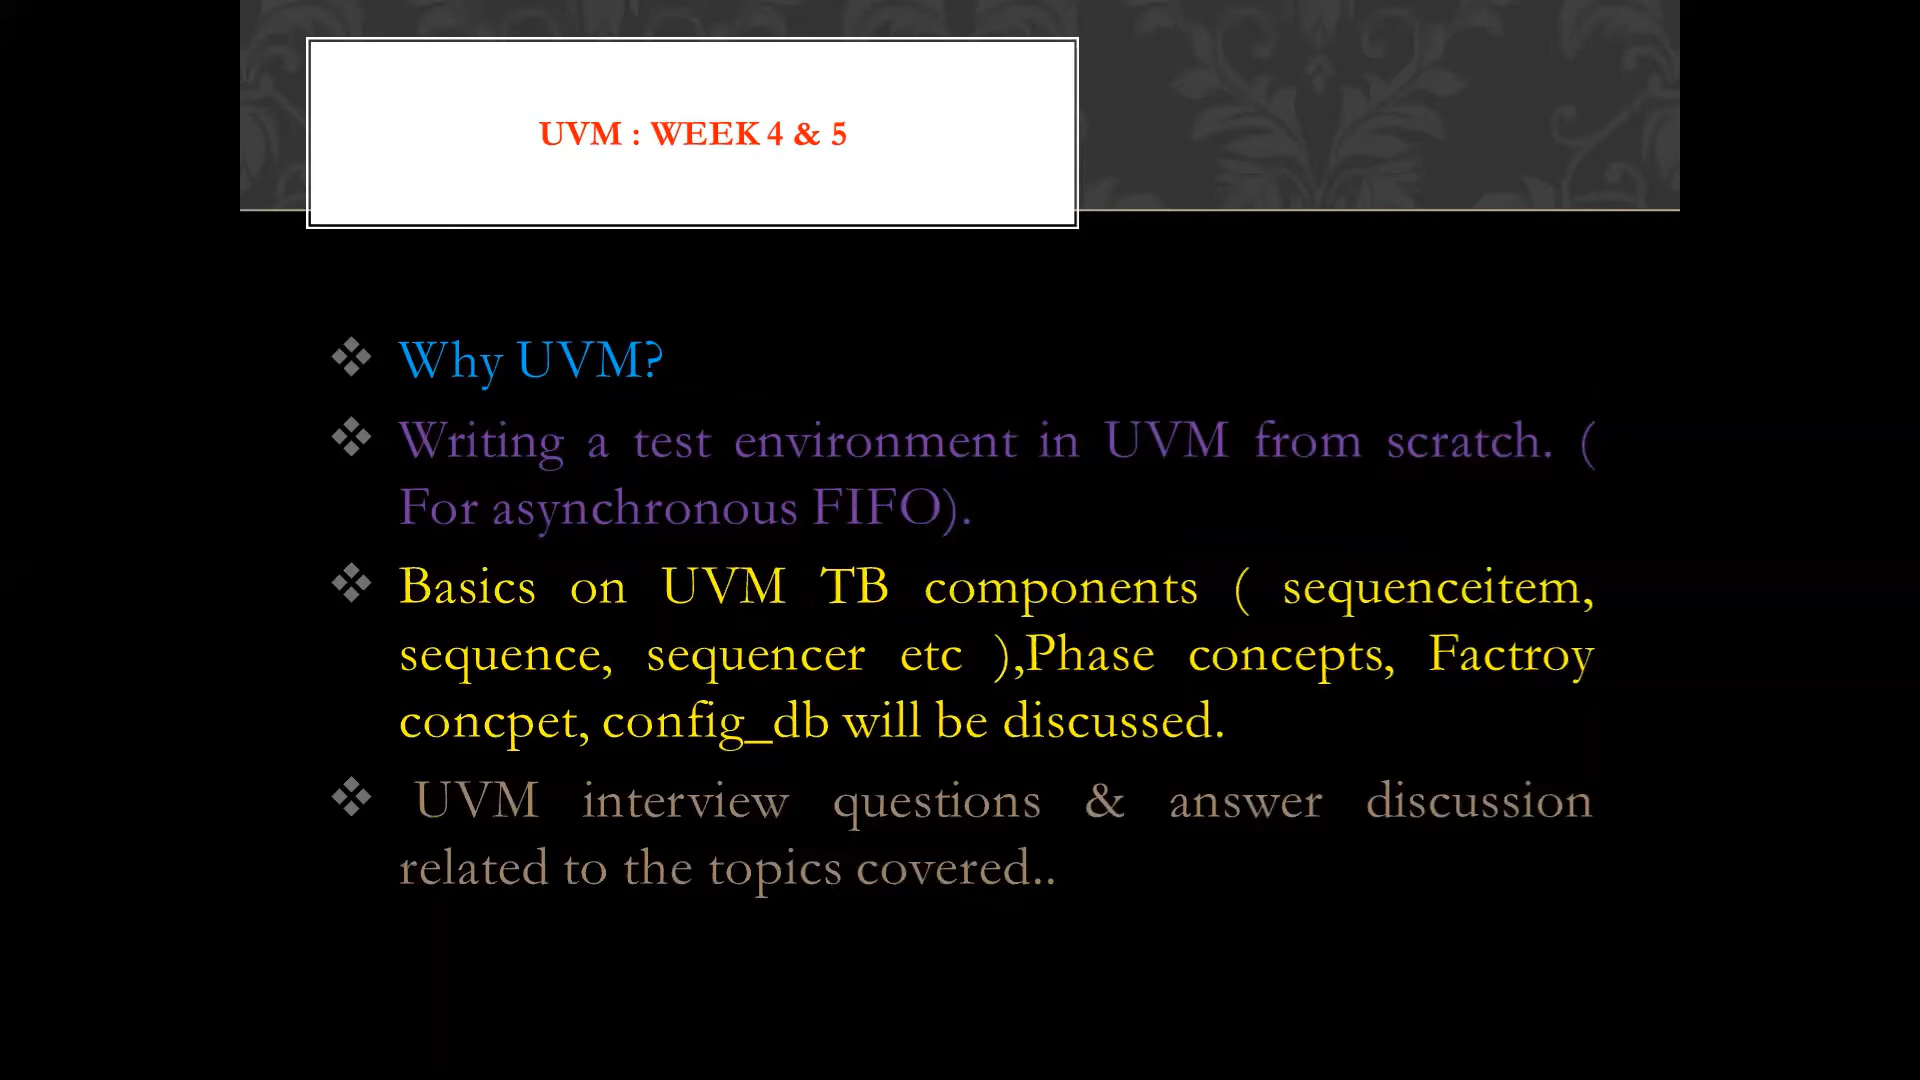 UVM : WEEK 4 & 5
Why UVM?
Writing a test environment in UVM from scratch. (
For asynchronous FIFO).
Basics on UVM TB components ( sequenceitem,
sequence, sequencer etc ),Phase concepts, Factroy
concpet, config_db will be discussed.
UVM interview questions & answer discussion
related to the topics covered..